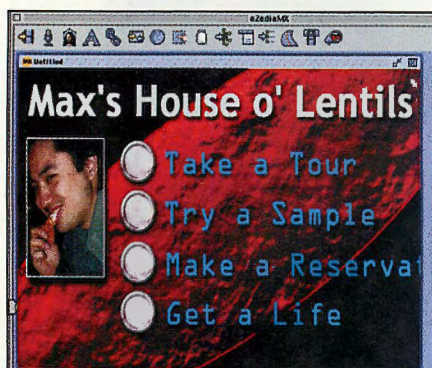 eZediaMX
Untitled
Max's House o' Lentils
Take a Tour
Try a Sample
Make a Reservat
Get a Life